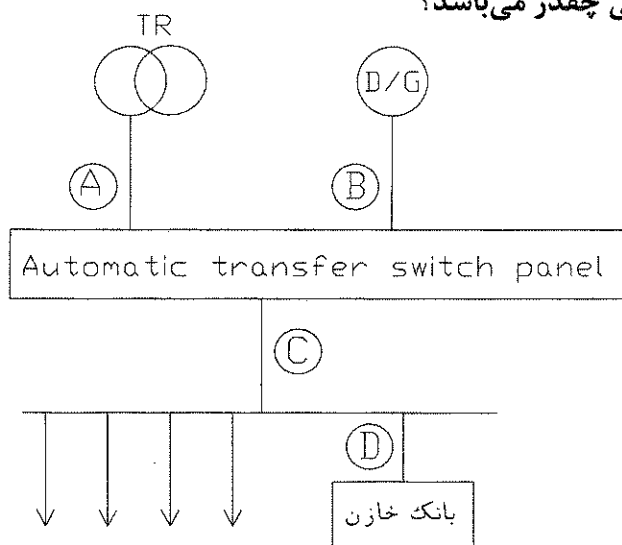 چقدر می‌باشد؟
TR
D/G
A
B
Automatic transfer switch panel
C
D
بانک خازن